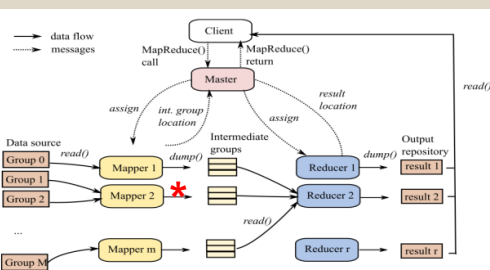 data flow
messages
Client
MapReduce()
call
MapReduce()
return
Master
read()
assign
int. group
location
assign
result
location
Data source
Group 0
Group 1
Group 2
...
Group M
read()
Mapper 1
Mapper 2
Mapper m
dump()
*
Intermediate
groups
read()
Reducer 1
Reducer 2
Reducer r
dump()
Output
repository
result 1
result 2
result r